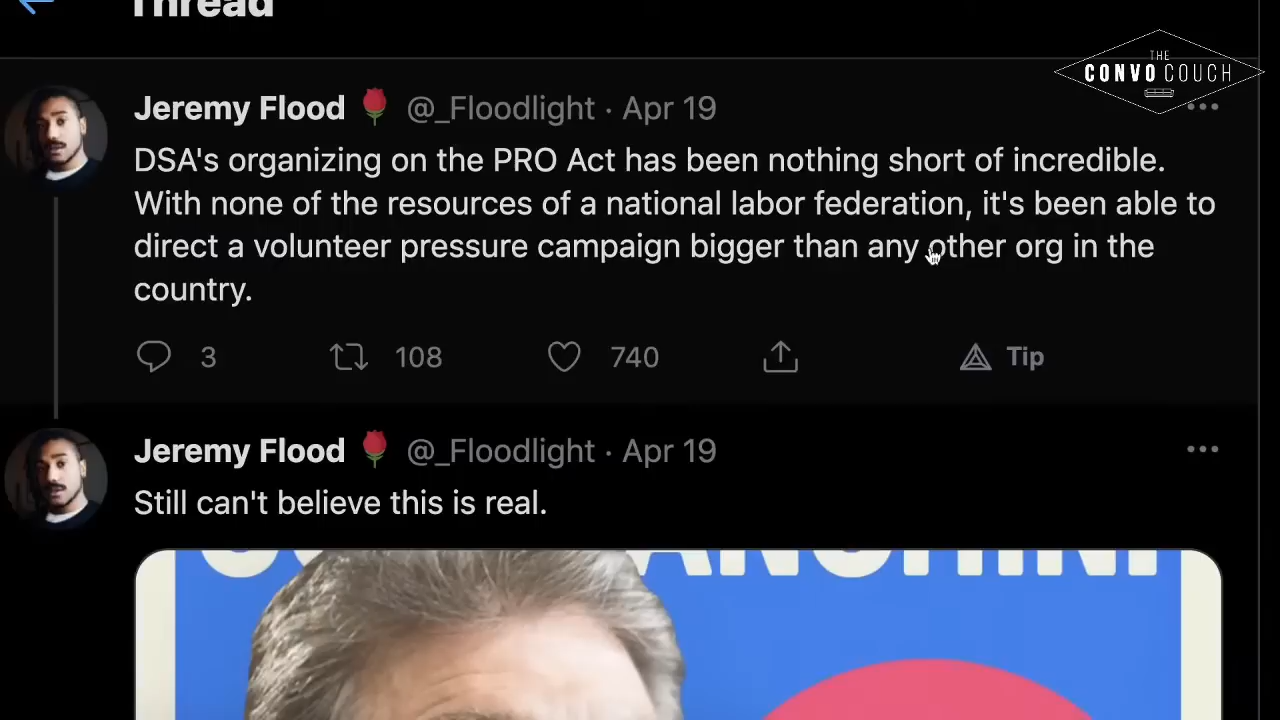 Thread
THE
CONVO COUCH
Jeremy Flood 🌹 @_Floodlight · Apr 19
DSA's organizing on the PRO Act has been nothing short of incredible.
With none of the resources of a national labor federation, it's been able to
direct a volunteer pressure campaign bigger than any other org in the
country.
3 108 740 Tip
Jeremy Flood 🌹 @_Floodlight · Apr 19
Still can't believe this is real.